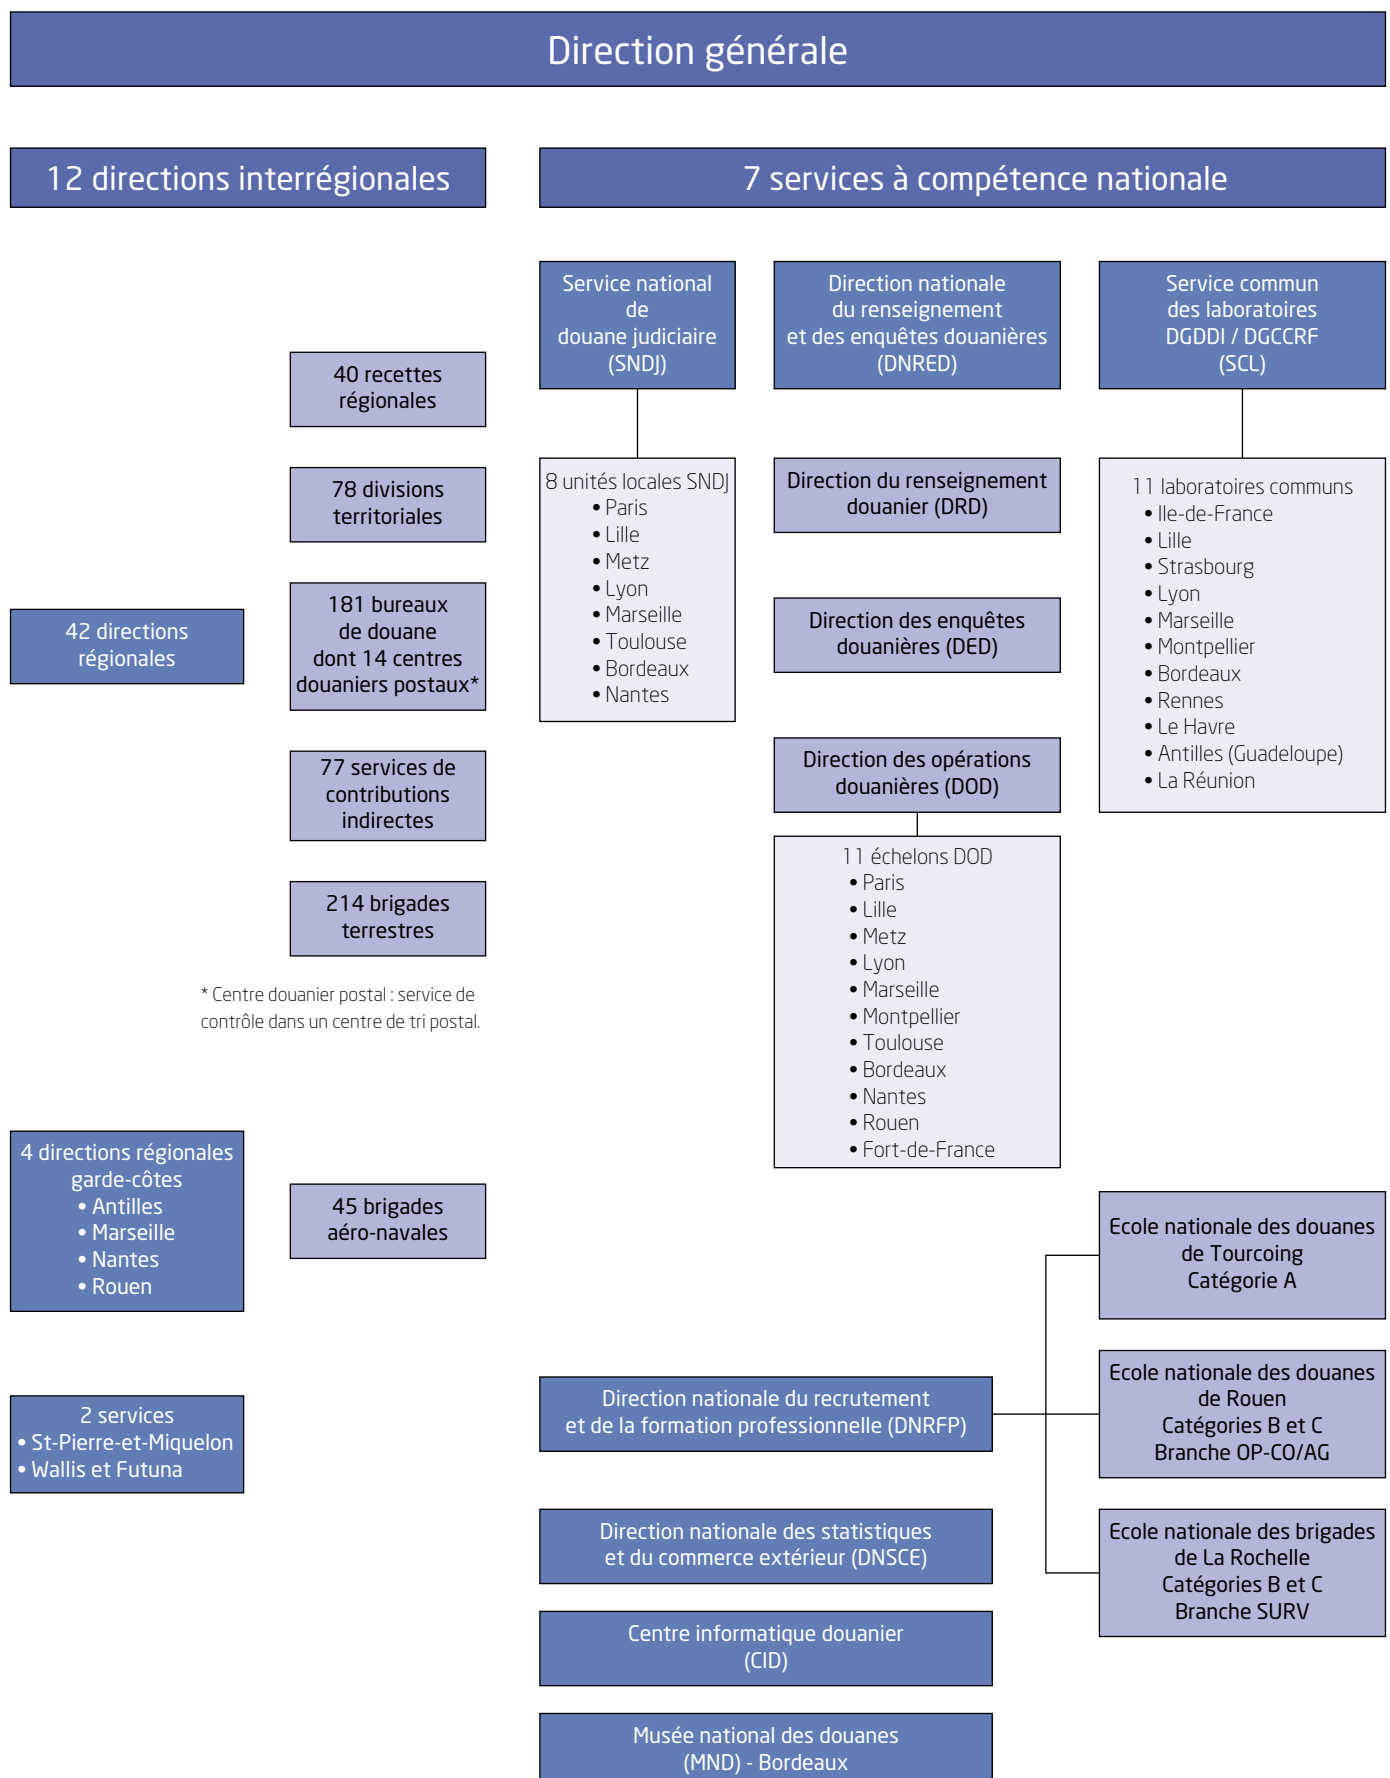 Direction générale
12 directions interrégionales
42 directions
régionales
40 recettes
régionales
78 divisions
territoriales
181 bureaux
de douane
dont 14 centres
douaniers postaux*
77 services de
contributions
indirectes
214 brigades
terrestres
* Centre douanier postal : service de
contrôle dans un centre de tri postal.
4 directions régionales
garde-côtes
• Antilles
• Marseille
• Nantes
• Rouen
45 brigades
aéro-navales
2 services
• St-Pierre-et-Miquelon
• Wallis et Futuna
7 services à compétence nationale
Service national
de
douane judiciaire
(SNDJ)
8 unités locales SNDJ
• Paris
• Lille
• Metz
• Lyon
• Marseille
• Toulouse
• Bordeaux
• Nantes
Direction nationale
du renseignement
et des enquêtes douanières
(DNRED)
Direction du renseignement
douanier (DRD)
Direction des enquêtes
douanières (DED)
Direction des opérations
douanières (DOD)
11 échelons DOD
• Paris
• Lille
• Metz
• Lyon
• Marseille
• Montpellier
• Toulouse
• Bordeaux
• Nantes
• Rouen
• Fort-de-France
Service commun
des laboratoires
DGDDI / DGCCRF
(SCL)
11 laboratoires communs
• Ile-de-France
• Lille
• Strasbourg
• Lyon
• Marseille
• Montpellier
• Bordeaux
• Rennes
• Le Havre
• Antilles (Guadeloupe)
• La Réunion
Direction nationale du recrutement
et de la formation professionnelle (DNRFP)
Ecole nationale des douanes
de Tourcoing
Catégorie A
Ecole nationale des douanes
de Rouen
Catégories B et C
Branche OP-CO/AG
Ecole nationale des brigades
de La Rochelle
Catégories B et C
Branche SURV
Direction nationale des statistiques
et du commerce extérieur (DNSCE)
Centre informatique douanier
(CID)
Musée national des douanes
(MND) - Bordeaux